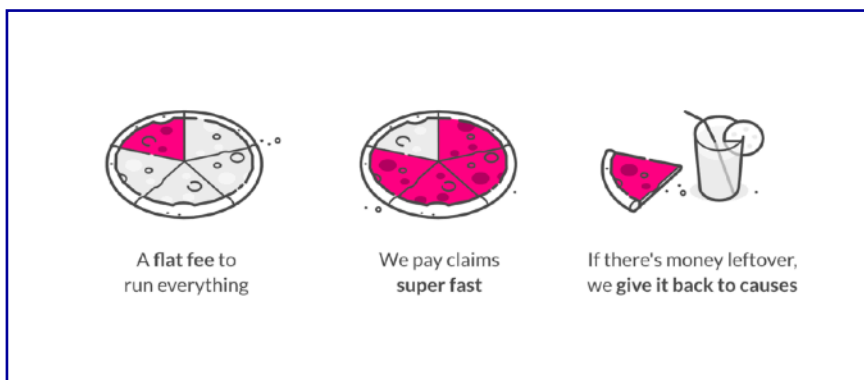 A flat fee to
run everything
We pay claims
super fast
If there's money leftover,
we give it back to causes